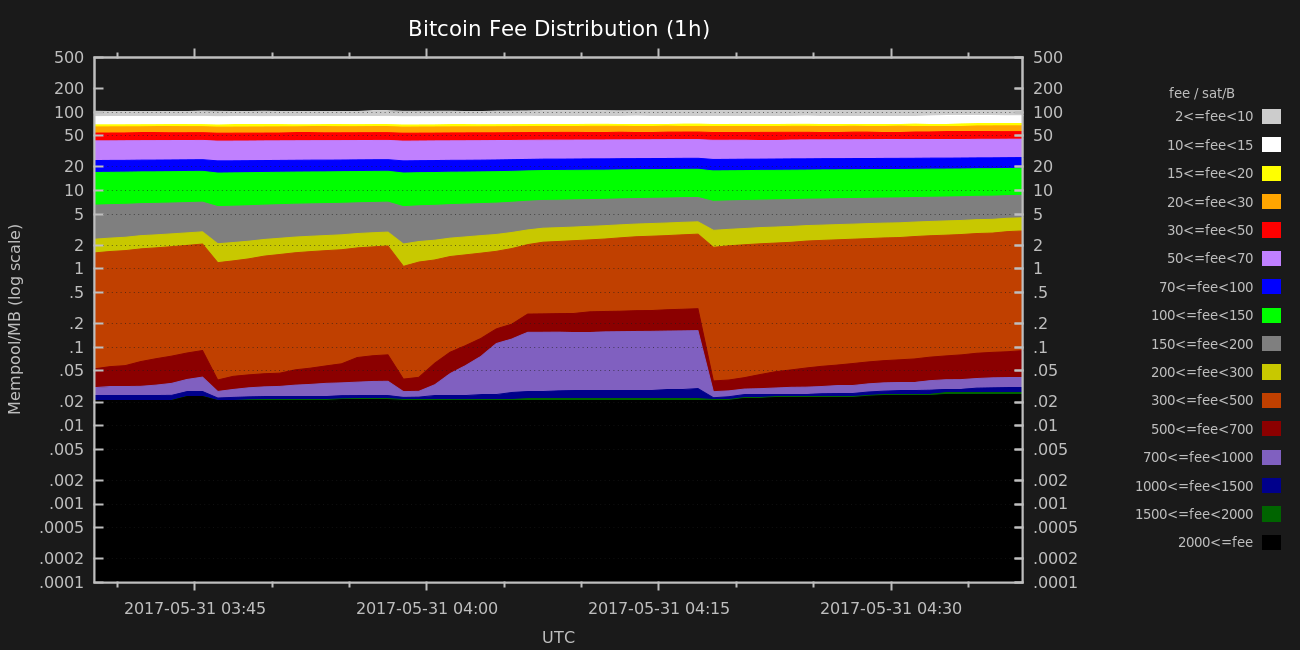 Bitcoin Fee Distribution (1h)
Mempool/MB (log scale)
500
200
100
50
20
10
5
2
1
.5
.2
.1
.05
.02
.01
.005
.002
.001
.0005
.0002
.0001
500
200
100
50
20
10
5
2
1
.5
.2
.1
.05
.02
.01
.005
.002
.001
.0005
.0002
.0001
fee / sat/B
2<=fee<10
10<=fee<15
15<=fee<20
20<=fee<30
30<=fee<50
50<=fee<70
70<=fee<100
100<=fee<150
150<=fee<200
200<=fee<300
300<=fee<500
500<=fee<700
700<=fee<1000
1000<=fee<1500
1500<=fee<2000
2000<=fee
2017-05-31 03:45 2017-05-31 04:00 2017-05-31 04:15 2017-05-31 04:30
UTC